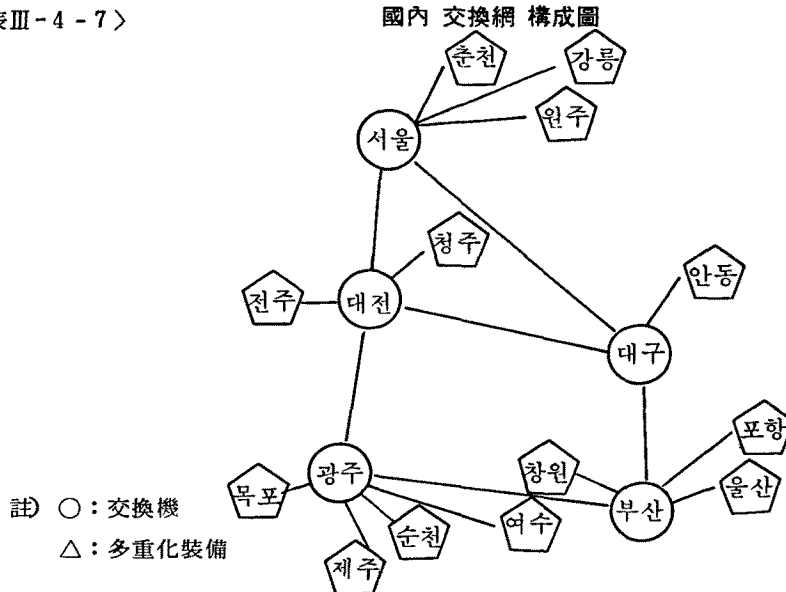 表Ⅲ-4-7〉
國內 交換網 構成圖
춘천
강릉
원주
서울
청주
안동
전주
대전
대구
포항
창원
울산
목포
광주
부산
순천
여수
제주
註) ○ : 交換機
△ : 多重化裝備